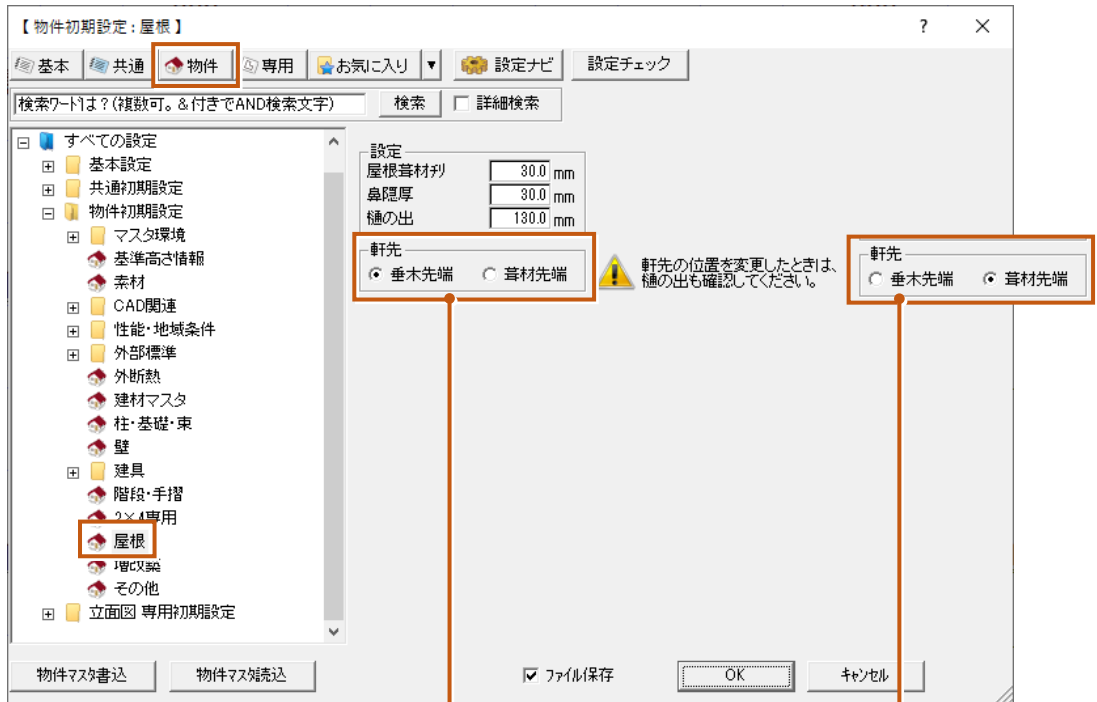 【物件初期設定:屋根】
? ×
基本 共通 物件 専用 お気に入り ▼ 設定ナビ 設定チェック
検索ワードは?(複数可。&付きでAND検索文字) 検索 詳細検索
すべての設定
基本設定
共通初期設定
物件初期設定
マスタ環境
基準高さ情報
素材
CAD関連
性能・地域条件
外部標準
外断熱
建材マスタ
柱・基礎・束
壁
建具
階段・手摺
2×4専用
屋根
増改築
その他
立面図 専用初期設定
設定
屋根葺材チリ 30.0 mm
鼻隠厚 30.0 mm
樋の出 130.0 mm
軒先
垂木先端 葺材先端
軒先の位置を変更したときは、
樋の出も確認してください。
軒先
垂木先端 葺材先端
物件マスタ書込 物件マスタ読込 ファイル保存 OK キャンセル